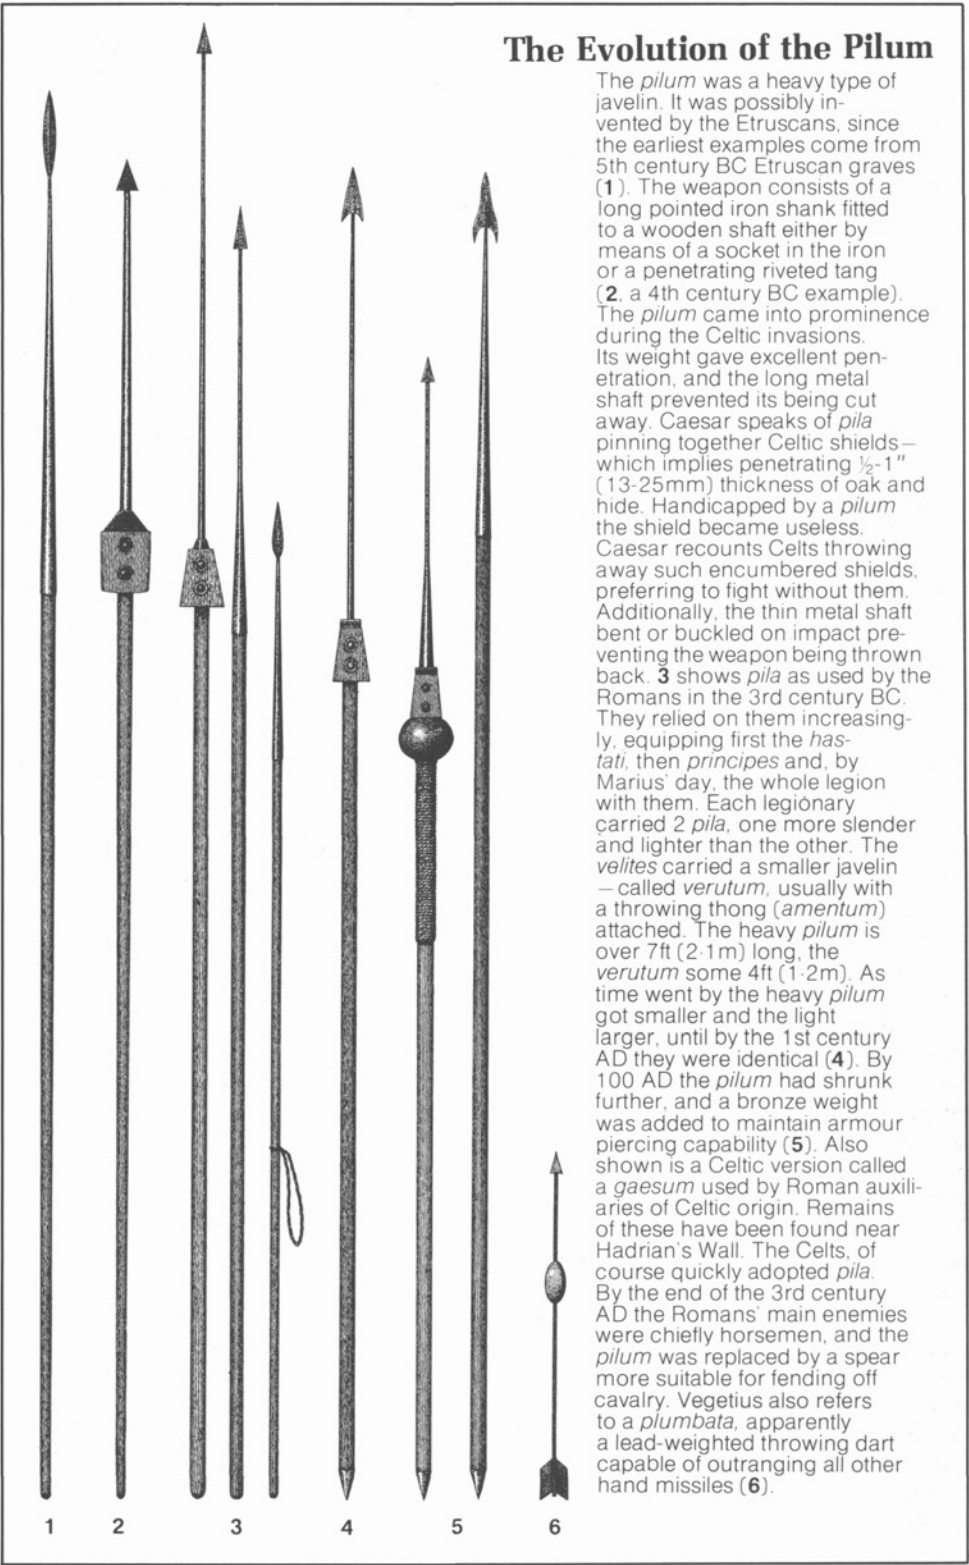 The Evolution of the Pilum
The pilum was a heavy type of
javelin. It was possibly in-
vented by the Etruscans, since
the earliest examples come from
5th century BC Etruscan graves
(1). The weapon consists of a
long pointed iron shank fitted
to a wooden shaft either by
means of a socket in the iron
or a penetrating riveted tang
(2, a 4th century BC example).
The pilum came into prominence
during the Celtic invasions.
Its weight gave excellent pen-
etration, and the long metal
shaft prevented its being cut
away. Caesar speaks of pila
pinning together Celtic shields—
which implies penetrating ½-1"
(13-25mm) thickness of oak and
hide. Handicapped by a pilum
the shield became useless.
Caesar recounts Celts throwing
away such encumbered shields,
preferring to fight without them.
Additionally, the thin metal shaft
bent or buckled on impact pre-
venting the weapon being thrown
back. 3 shows pila as used by the
Romans in the 3rd century BC.
They relied on them increasing-
ly, equipping first the has-
tati, then principes and, by
Marius' day, the whole legion
with them. Each legionary
carried 2 pila, one more slender
and lighter than the other. The
velites carried a smaller javelin
—called verutum, usually with
a throwing thong (amentum)
attached. The heavy pilum is
over 7ft (2·1m) long, the
verutum some 4ft (1·2m). As
time went by the heavy pilum
got smaller and the light
larger, until by the 1st century
AD they were identical (4). By
100 AD the pilum had shrunk
further, and a bronze weight
was added to maintain armour
piercing capability (5). Also
shown is a Celtic version called
a gaesum used by Roman auxili-
aries of Celtic origin. Remains
of these have been found near
Hadrian's Wall. The Celts, of
course quickly adopted pila.
By the end of the 3rd century
AD the Romans' main enemies
were chiefly horsemen, and the
pilum was replaced by a spear
more suitable for fending off
cavalry. Vegetius also refers
to a plumbata, apparently
a lead-weighted throwing dart
capable of outranging all other
hand missiles (6).
1 2 3 4 5 6